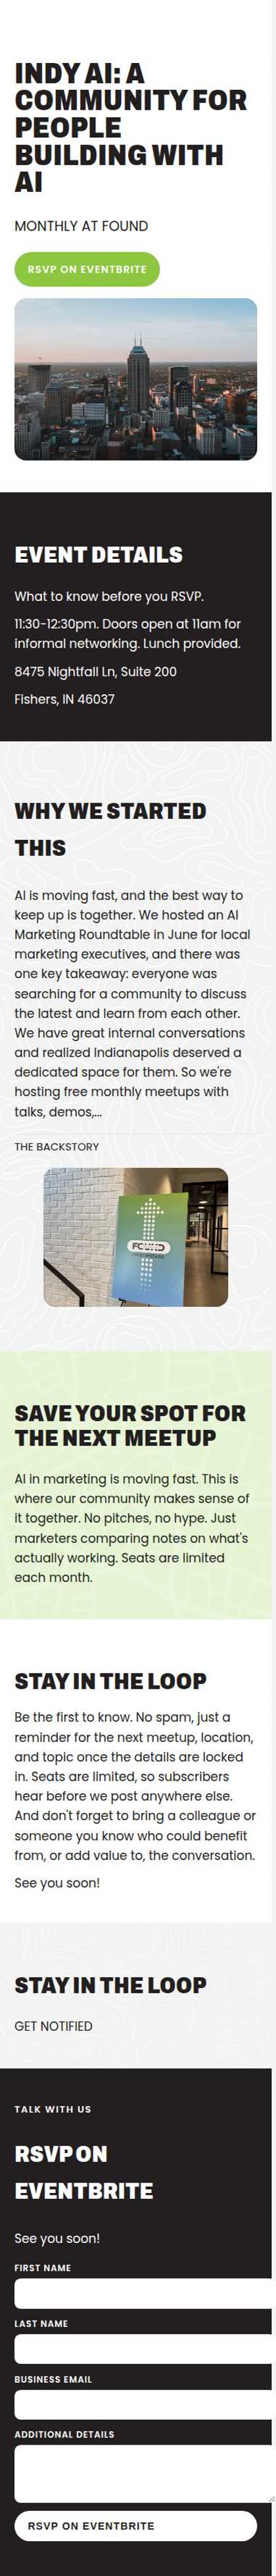 INDY AI: A
COMMUNITY FOR
PEOPLE
BUILDING WITH
AI
MONTHLY AT FOUND
RSVP ON EVENTBRITE
EVENT DETAILS
What to know before you RSVP.
11:30-12:30pm. Doors open at 11am for
informal networking. Lunch provided.
8475 Nightfall Ln, Suite 200
Fishers, IN 46037
WHY WE STARTED
THIS
AI is moving fast, and the best way to
keep up is together. We hosted an AI
Marketing Roundtable in June for local
marketing executives, and there was
one key takeaway: everyone was
searching for a community to discuss
the latest and learn from each other.
We have great internal conversations
and realized Indianapolis deserved a
dedicated space for them. So we're
hosting free monthly meetups with
talks, demos,...
THE BACKSTORY
FOUND
SAVE YOUR SPOT FOR
THE NEXT MEETUP
AI in marketing is moving fast. This is
where our community makes sense of
it together. No pitches, no hype. Just
marketers comparing notes on what's
actually working. Seats are limited
each month.
STAY IN THE LOOP
Be the first to know. No spam, just a
reminder for the next meetup, location,
and topic once the details are locked
in. Seats are limited, so subscribers
hear before we post anywhere else.
And don't forget to bring a colleague or
someone you know who could benefit
from, or add value to, the conversation.
See you soon!
STAY IN THE LOOP
GET NOTIFIED
TALK WITH US
RSVP ON
EVENTBRITE
See you soon!
FIRST NAME
LAST NAME
BUSINESS EMAIL
ADDITIONAL DETAILS
RSVP ON EVENTBRITE